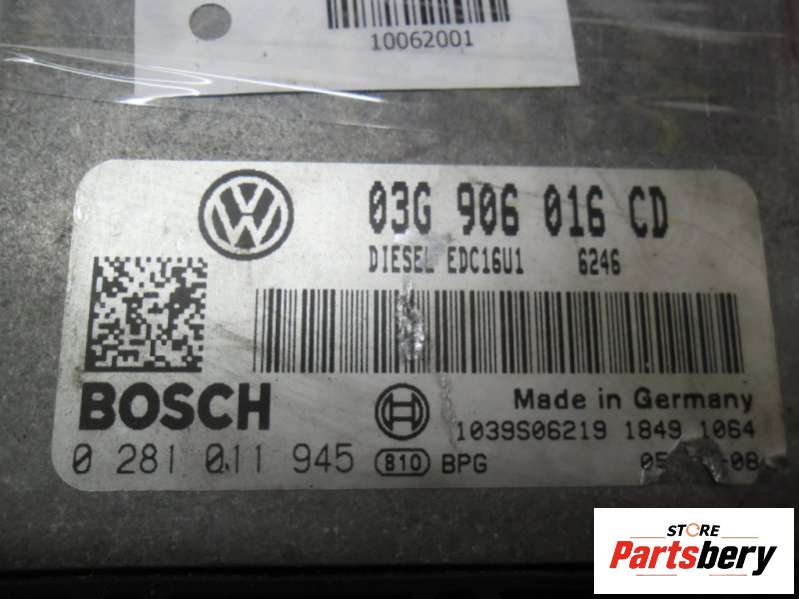 10062001
03G 906 016 CD
DIESEL EDC16U1 6246
BOSCH
Made in Germany
1039S06219 1849 1064
0 281 011 945 810 BPG
STORE
Partsbery